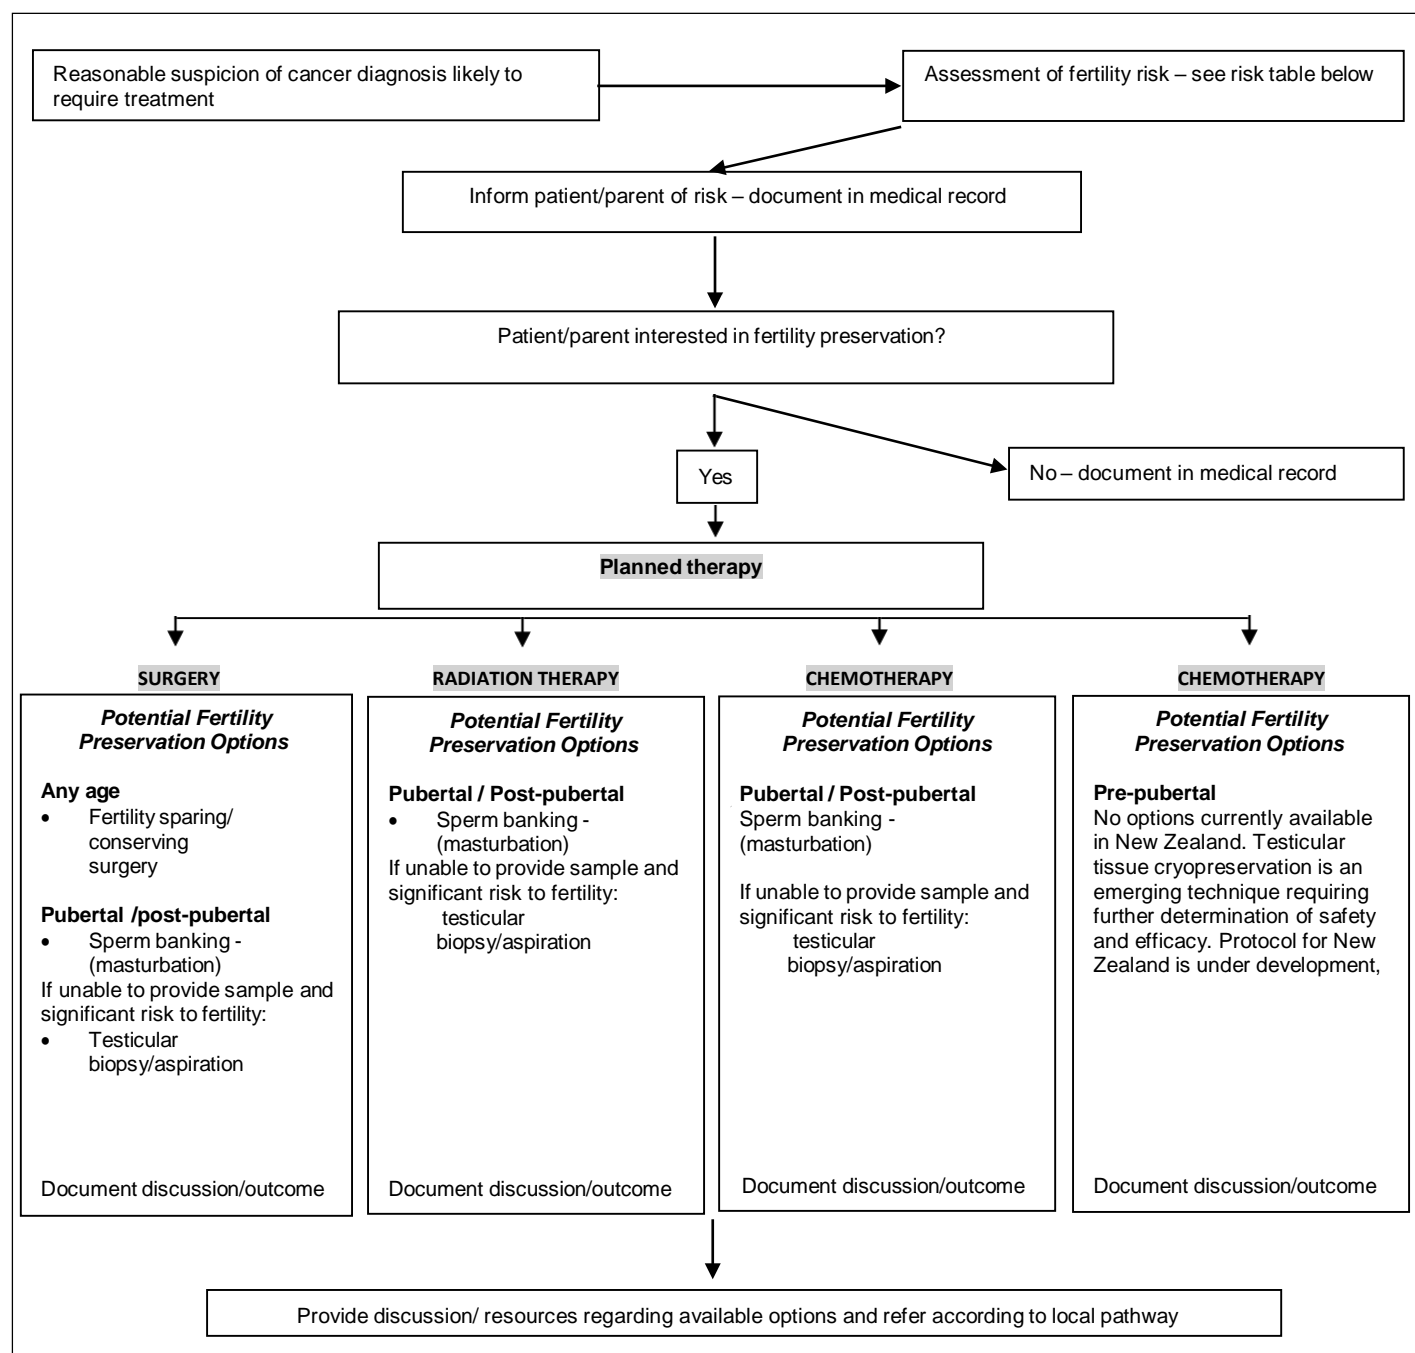 Reasonable suspicion of cancer diagnosis likely to
require treatment
Assessment of fertility risk – see risk table below
Inform patient/parent of risk – document in medical record
Patient/parent interested in fertility preservation?
Yes
No – document in medical record
Planned therapy
SURGERY
Potential Fertility
Preservation Options
Any age
• Fertility sparing/
conserving
surgery
Pubertal /post-pubertal
• Sperm banking -
(masturbation)
If unable to provide sample and
significant risk to fertility:
• Testicular
biopsy/aspiration
Document discussion/outcome
RADIATION THERAPY
Potential Fertility
Preservation Options
Pubertal / Post-pubertal
• Sperm banking -
(masturbation)
If unable to provide sample and
significant risk to fertility:
testicular
biopsy/aspiration
Document discussion/outcome
CHEMOTHERAPY
Potential Fertility
Preservation Options
Pubertal / Post-pubertal
Sperm banking -
(masturbation)
If unable to provide sample and
significant risk to fertility:
testicular
biopsy/aspiration
Document discussion/outcome
CHEMOTHERAPY
Potential Fertility
Preservation Options
Pre-pubertal
No options currently available
in New Zealand. Testicular
tissue cryopreservation is an
emerging technique requiring
further determination of safety
and efficacy. Protocol for New
Zealand is under development,
Document discussion/outcome
Provide discussion/ resources regarding available options and refer according to local pathway